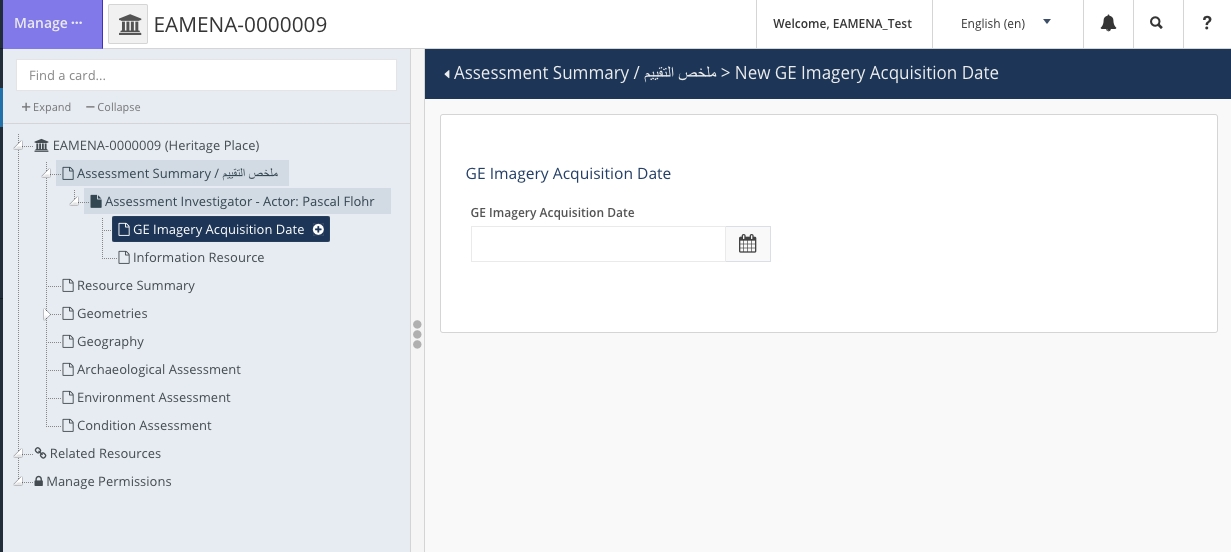 Manage ···
EAMENA-0000009
Welcome, EAMENA_Test
English (en)
?
Find a card...
+Expand −Collapse
Assessment Summary / ملخص التقييم > New GE Imagery Acquisition Date
EAMENA-0000009 (Heritage Place)
Assessment Summary / ملخص التقييم
Assessment Investigator - Actor: Pascal Flohr
GE Imagery Acquisition Date
Information Resource
Resource Summary
Geometries
Geography
Archaeological Assessment
Environment Assessment
Condition Assessment
Related Resources
Manage Permissions
GE Imagery Acquisition Date
GE Imagery Acquisition Date